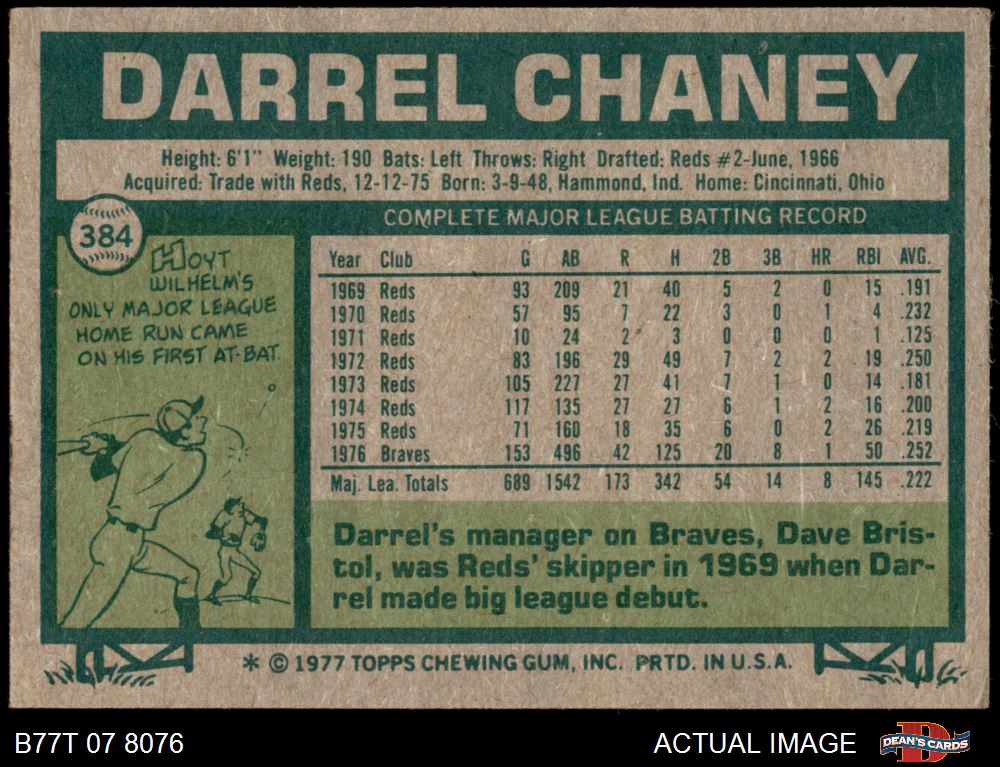 DARREL CHANEY
Height: 6'1" Weight: 190 Bats: Left Throws: Right Drafted: Reds #2-June, 1966
Acquired: Trade with Reds, 12-12-75 Born: 3-9-48, Hammond, Ind. Home: Cincinnati, Ohio
384
HOYT
WILHELM'S
ONLY MAJOR LEAGUE
HOME RUN CAME
ON HIS FIRST AT-BAT.
COMPLETE MAJOR LEAGUE BATTING RECORD
Year Club G AB R H 2B 3B HR RBI AVG.
1969 Reds 93 209 21 40 5 2 0 15 .191
1970 Reds 57 95 7 22 3 0 1 4 .232
1971 Reds 10 24 2 3 0 0 0 1 .125
1972 Reds 83 196 29 49 7 2 2 19 .250
1973 Reds 105 227 27 41 7 1 0 14 .181
1974 Reds 117 135 27 27 6 1 2 16 .200
1975 Reds 71 160 18 35 6 0 2 26 .219
1976 Braves 153 496 42 125 20 8 1 50 .252
Maj. Lea. Totals 689 1542 173 342 54 14 8 145 .222
Darrel's manager on Braves, Dave Bris-
tol, was Reds' skipper in 1969 when Dar-
rel made big league debut.
* © 1977 TOPPS CHEWING GUM, INC. PRTD. IN U.S.A.
B77T 07 8076
ACTUAL IMAGE
D
DEAN'S CARDS